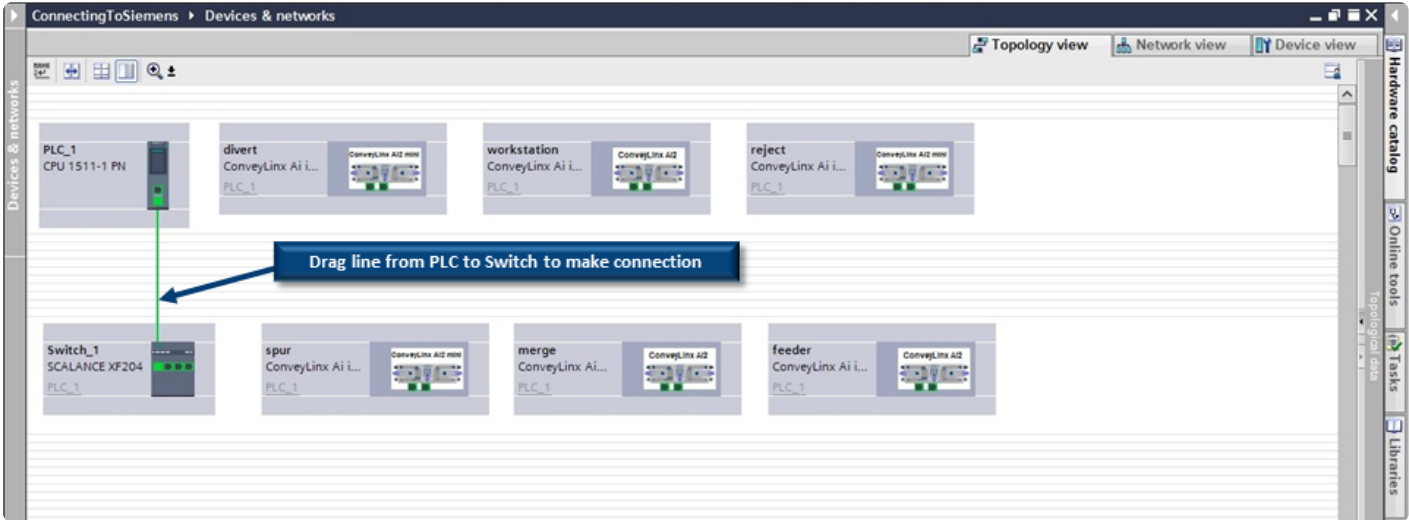 ConnectingToSiemens ▸ Devices & networks
Topology view
Network view
Device view
Devices & networks
PLC_1
CPU 1511-1 PN
divert
ConveyLinx Ai i...
PLC_1
ConveyLinx Ai2 mini
workstation
ConveyLinx Ai i...
PLC_1
ConveyLinx Ai2
reject
ConveyLinx Ai i...
PLC_1
ConveyLinx Ai2 mini
Drag line from PLC to Switch to make connection
Switch_1
SCALANCE XF204
PLC_1
spur
ConveyLinx Ai i...
PLC_1
ConveyLinx Ai2 mini
merge
ConveyLinx Ai...
PLC_1
ConveyLinx Ai2
feeder
ConveyLinx Ai i...
PLC_1
ConveyLinx Ai2
Topological data
Hardware catalog
Online tools
Tasks
Libraries